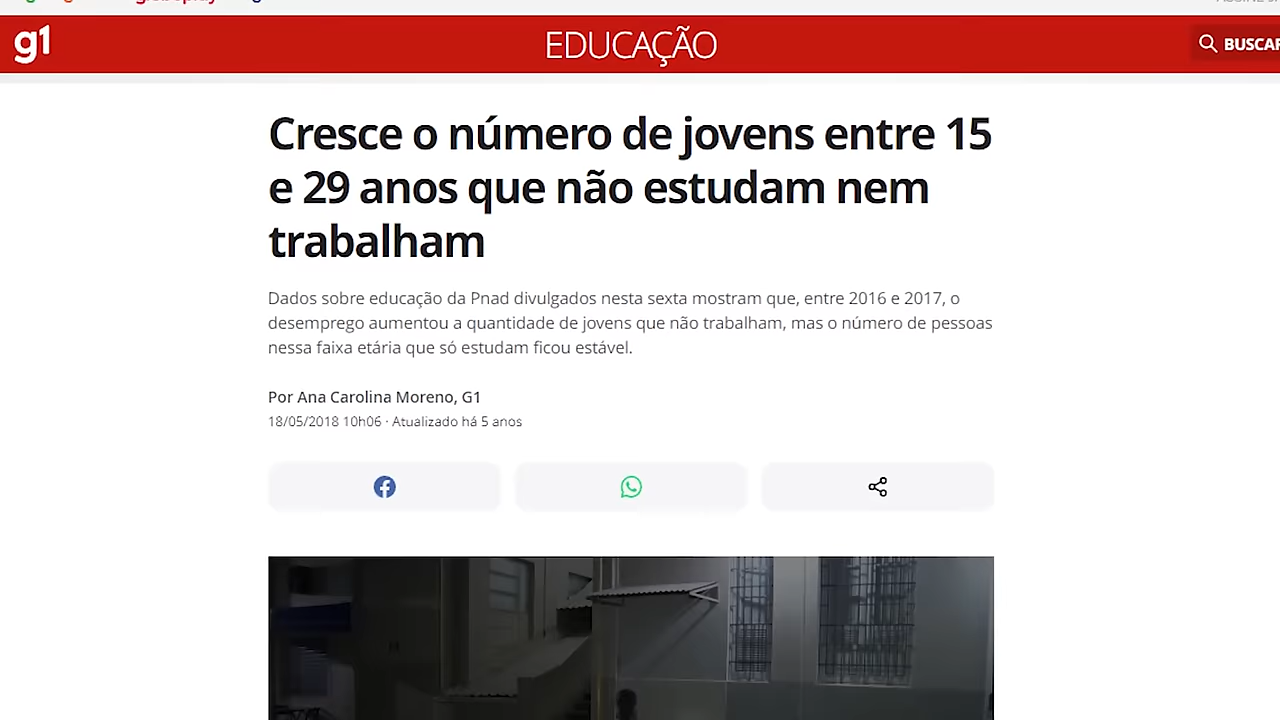 g1
EDUCAÇÃO
BUSCAR
Cresce o número de jovens entre 15
e 29 anos que não estudam nem
trabalham
Dados sobre educação da Pnad divulgados nesta sexta mostram que, entre 2016 e 2017, o
desemprego aumentou a quantidade de jovens que não trabalham, mas o número de pessoas
nessa faixa etária que só estudam ficou estável.
Por Ana Carolina Moreno, G1
18/05/2018 10h06 · Atualizado há 5 anos